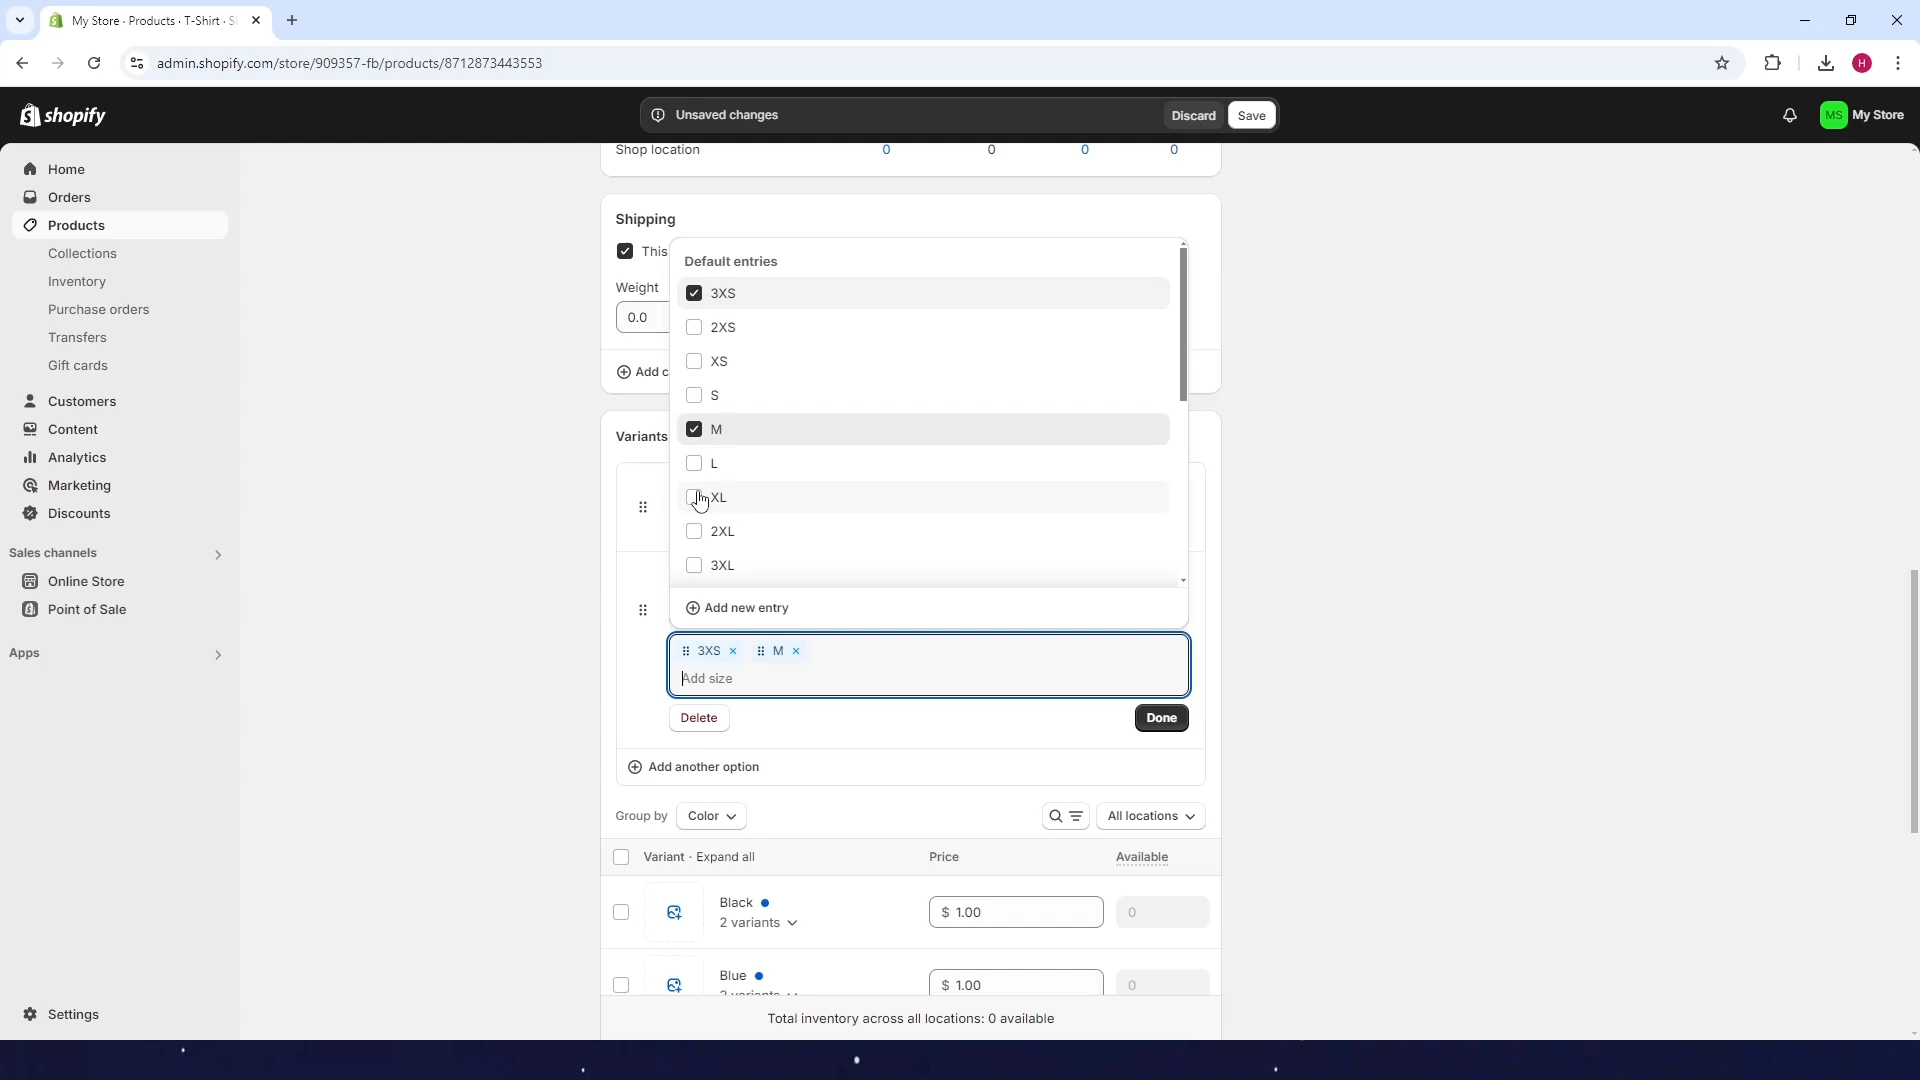 My Store · Products · T-Shirt · S
admin.shopify.com/store/909357-fb/products/8712873443553
H
shopify
Unsaved changes
Discard
Save
MS
My Store
Home
Orders
Products
Collections
Inventory
Purchase orders
Transfers
Gift cards
Customers
Content
Analytics
Marketing
Discounts
Sales channels
Online Store
Point of Sale
Apps
Settings
Shop location 0 0 0 0
Shipping
This
Weight
0.0
Add c
Variants
Default entries
3XS
2XS
XS
S
M
L
XL
2XL
3XL
Add new entry
3XS M
Add size
Delete
Done
Add another option
Group by Color
All locations
Variant · Expand all Price Available
Black
2 variants
$ 1.00 0
Blue
2 variants
$ 1.00 0
Total inventory across all locations: 0 available